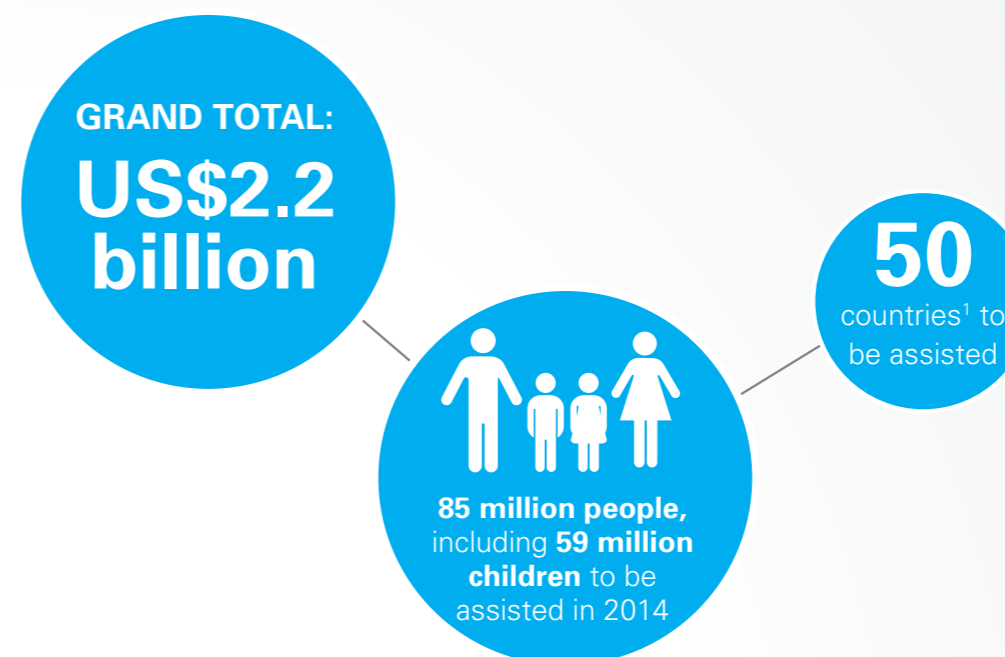 GRAND TOTAL:
US$2.2
billion
85 million people,
including 59 million
children to be
assisted in 2014
50
countries¹ to
be assisted